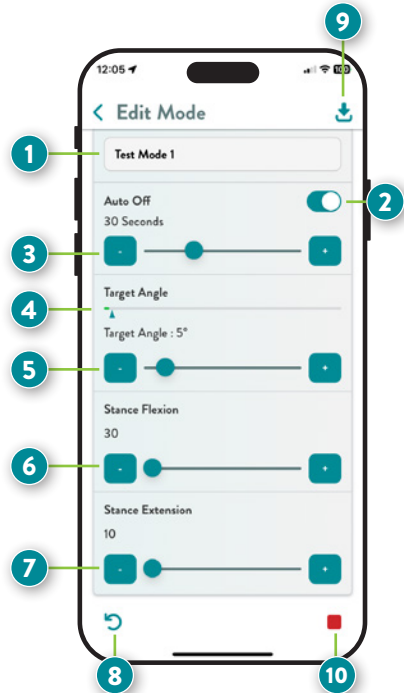 9
12:05
100
Edit Mode
1
Test Mode 1
2
Auto Off
30 Seconds
3
-
+
4
Target Angle
Target Angle : 5°
5
-
+
Stance Flexion
30
6
-
+
Stance Extension
10
7
-
+
8
10